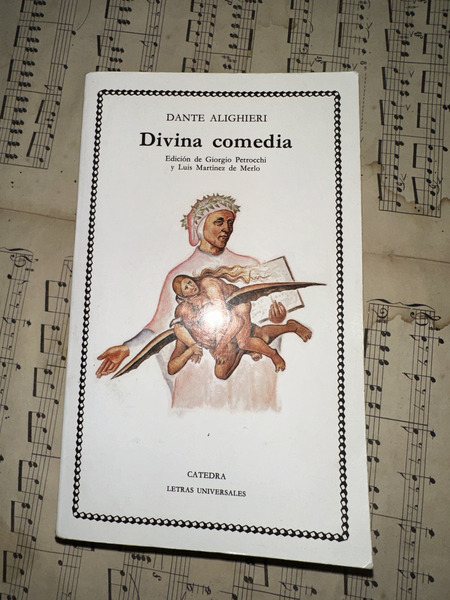 DANTE ALIGHIERI
Divina comedia
Edición de Giorgio Petrocchi
y Luis Martínez de Merlo
CATEDRA
LETRAS UNIVERSALES